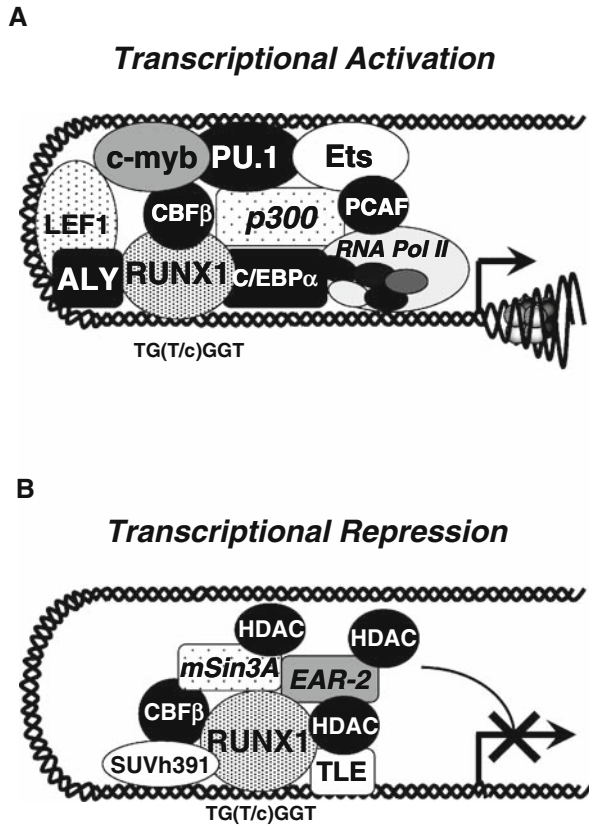 A
Transcriptional Activation
c-myb PU.1 Ets
LEF1 CBFβ p300 PCAF
RNA Pol II
ALY RUNX1 C/EBPα
TG(T/c)GGT
B
Transcriptional Repression
HDAC
HDAC
mSin3A
EAR-2
CBFβ HDAC
RUNX1
SUVh391
TLE
TG(T/c)GGT